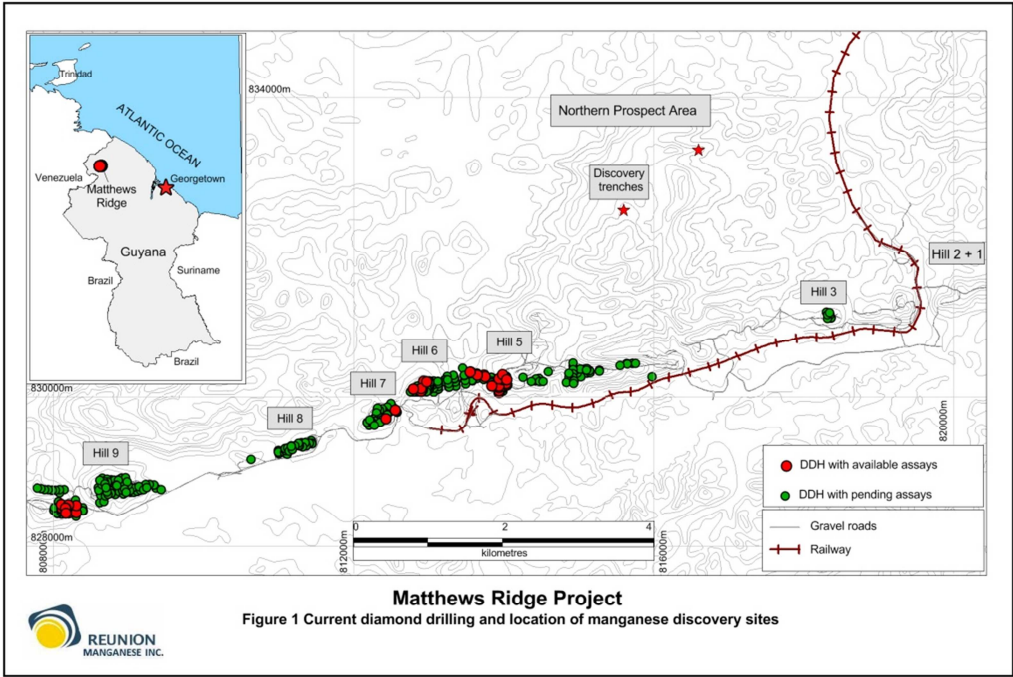 Trinidad
ATLANTIC OCEAN
Venezuela
Georgetown
Matthews
Ridge
Guyana
Suriname
Brazil
Brazil
834000m
Northern Prospect Area
Discovery
trenches
Hill 2 + 1
Hill 3
Hill 5
Hill 6
Hill 7
830000m
820000m
Hill 8
Hill 9
828000m
808000m
812000m
816000m
0 2 4
kilometres
DDH with available assays
DDH with pending assays
Gravel roads
Railway
Matthews Ridge Project
Figure 1 Current diamond drilling and location of manganese discovery sites
REUNION
MANGANESE INC.